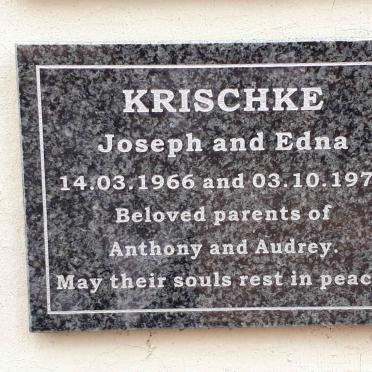 KRISCHKE
Joseph and Edna
14.03.1966 and 03.10.197
Beloved parents of
Anthony and Audrey.
May their souls rest in peac